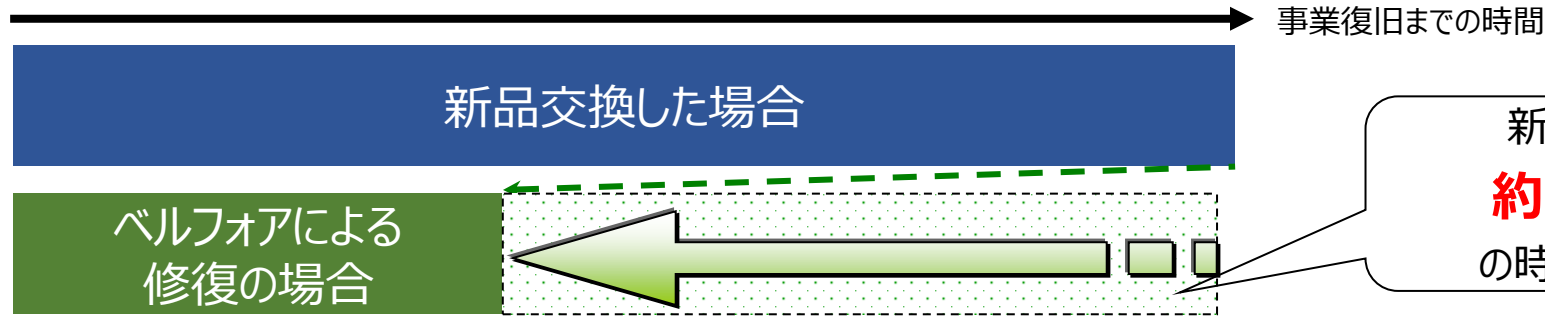 事業復旧までの時間
新品交換した場合
新
約
の時
ベルフォアによる
修復の場合